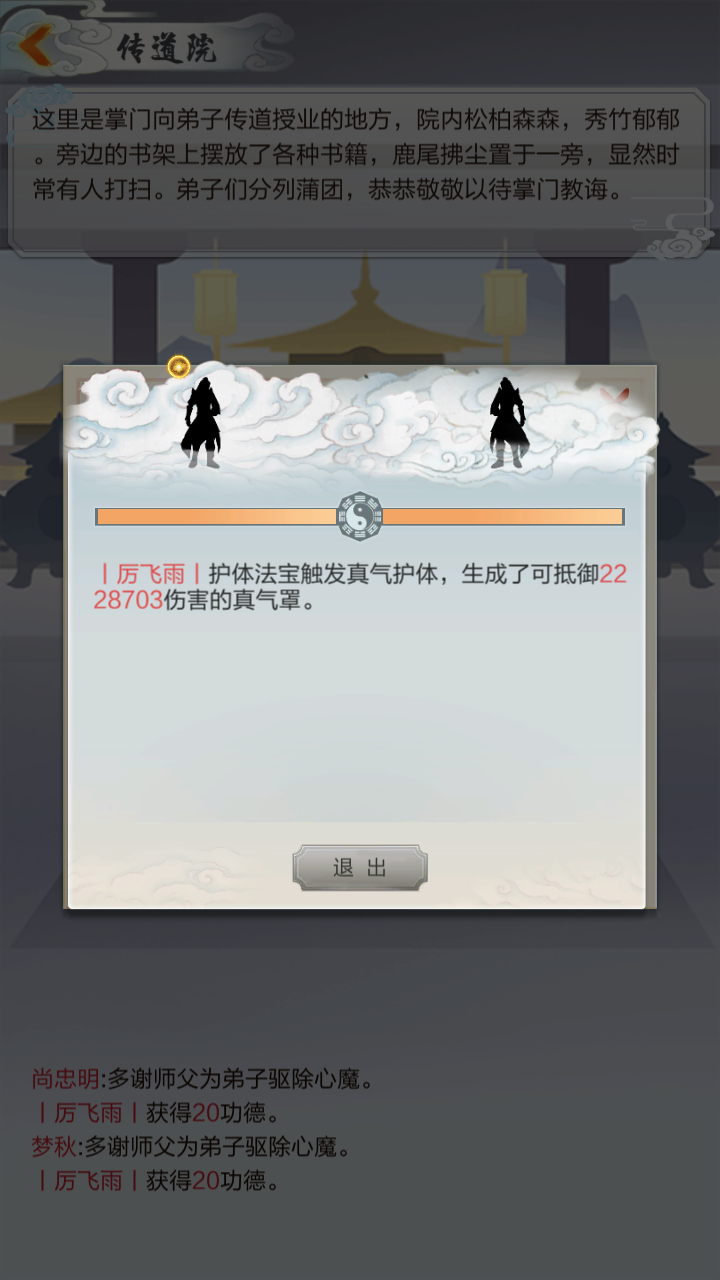 传道院
这里是掌门向弟子传道授业的地方，院内松柏森森，秀竹郁郁
。旁边的书架上摆放了各种书籍，鹿尾拂尘置于一旁，显然时
常有人打扫。弟子们分列蒲团，恭恭敬敬以待掌门教诲。
丨厉飞雨丨护体法宝触发真气护体，生成了可抵御22
28703伤害的真气罩。
退出
尚忠明:多谢师父为弟子驱除心魔。
丨厉飞雨丨获得20功德。
梦秋:多谢师父为弟子驱除心魔。
丨厉飞雨丨获得20功德。